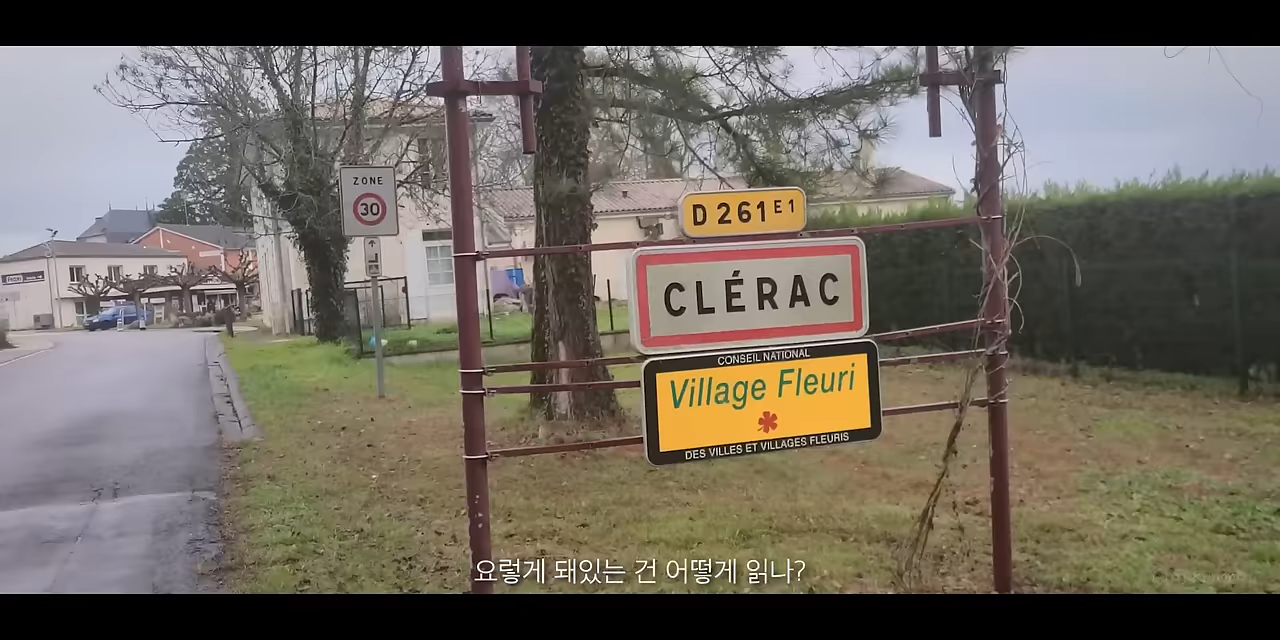 ZONE
30
D 261 E1
CLÉRAC
CONSEIL NATIONAL
Village Fleuri
DES VILLES ET VILLAGES FLEURIS
요렇게 돼있는 건 어떻게 읽나?